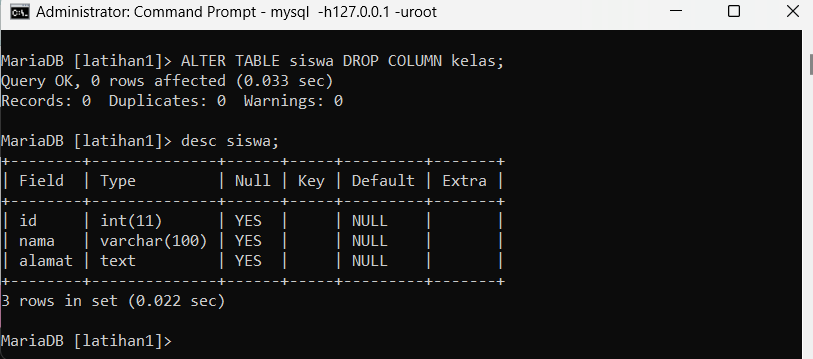 Administrator: Command Prompt - mysql  -h127.0.0.1 -uroot
MariaDB [latihan1]> ALTER TABLE siswa DROP COLUMN kelas;
Query OK, 0 rows affected (0.033 sec)
Records: 0  Duplicates: 0  Warnings: 0
MariaDB [latihan1]> desc siswa;
+--------+--------------+------+-----+---------+-------+
| Field  | Type         | Null | Key | Default | Extra |
+--------+--------------+------+-----+---------+-------+
| id     | int(11)      | YES  |     | NULL    |       |
| nama   | varchar(100) | YES  |     | NULL    |       |
| alamat | text         | YES  |     | NULL    |       |
+--------+--------------+------+-----+---------+-------+
3 rows in set (0.022 sec)
MariaDB [latihan1]>